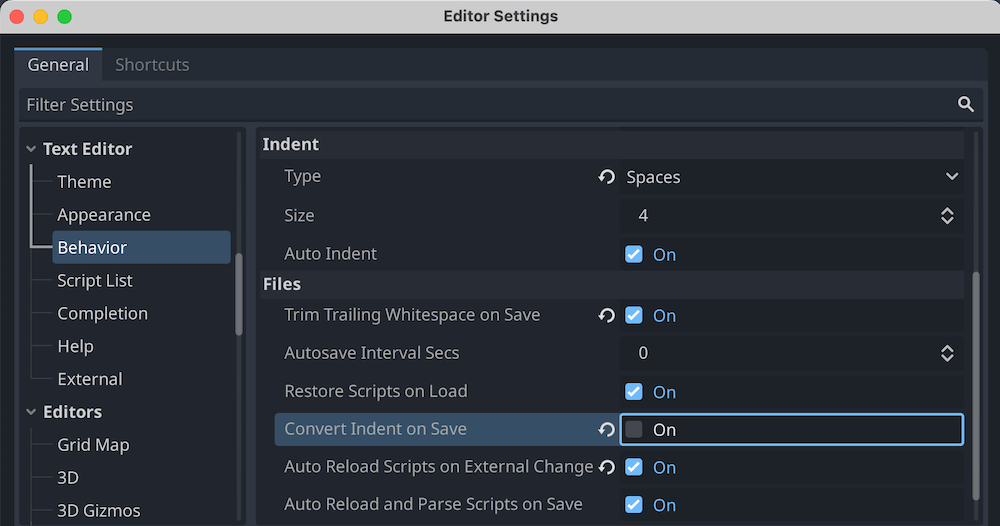 Editor Settings
General Shortcuts
Filter Settings
Text Editor
Theme
Appearance
Behavior
Script List
Completion
Help
External
Editors
Grid Map
3D
3D Gizmos
Indent
Type Spaces
Size 4
Auto Indent On
Files
Trim Trailing Whitespace on Save On
Autosave Interval Secs 0
Restore Scripts on Load On
Convert Indent on Save On
Auto Reload Scripts on External Change On
Auto Reload and Parse Scripts on Save On